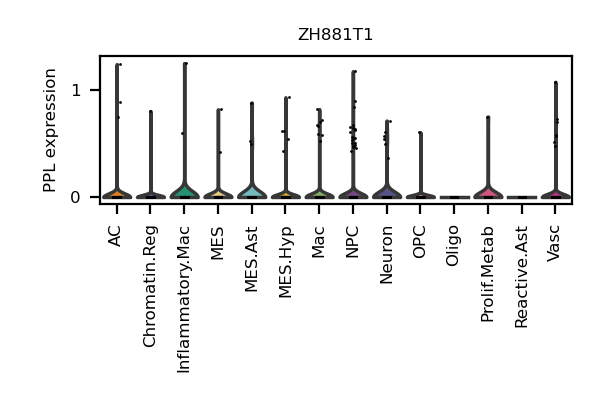 ZH881T1
PPL expression
1
0
AC
Chromatin.Reg
Inflammatory.Mac
MES
MES.Ast
MES.Hyp
Mac
NPC
Neuron
OPC
Oligo
Prolif.Metab
Reactive.Ast
Vasc